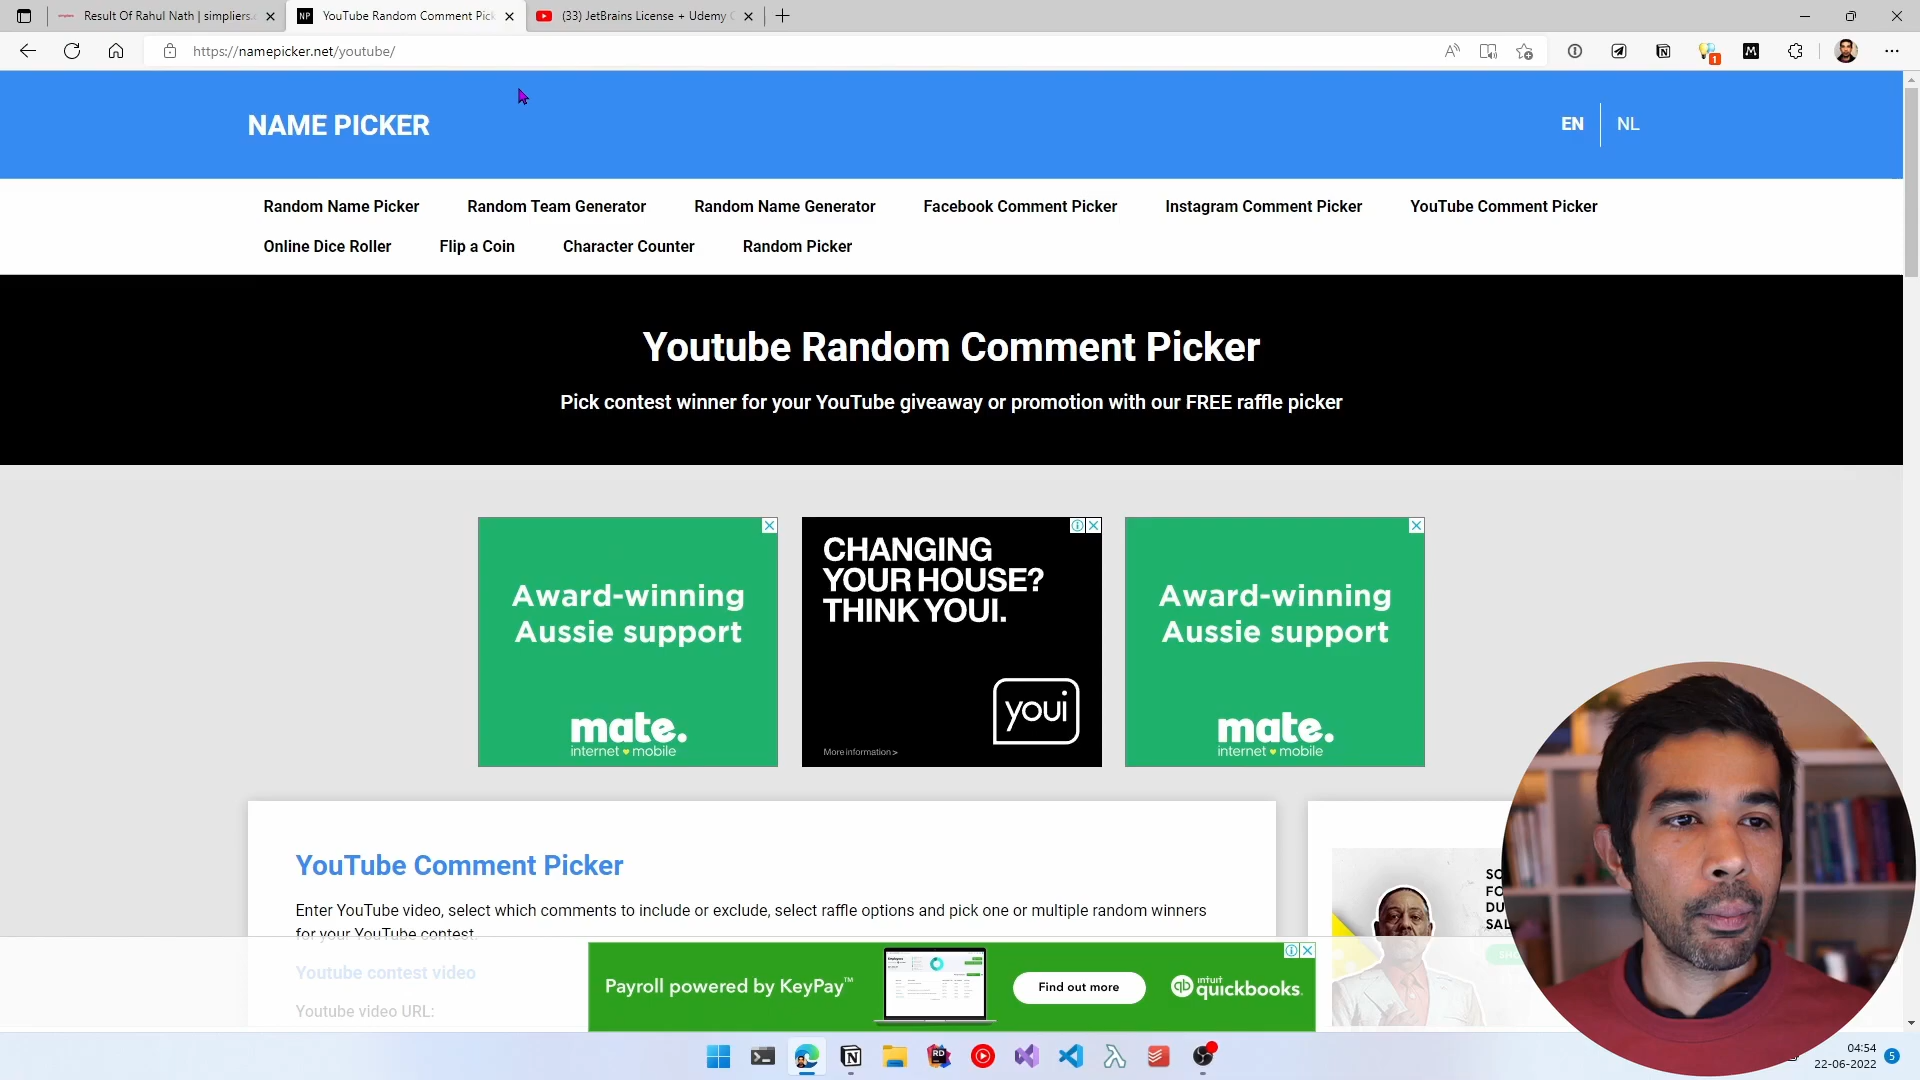 Result Of Rahul Nath | simpliers.c
YouTube Random Comment Pick
(33) JetBrains License + Udemy C
https://namepicker.net/youtube/
1
NAME PICKER
EN
NL
Random Name Picker
Random Team Generator
Random Name Generator
Facebook Comment Picker
Instagram Comment Picker
YouTube Comment Picker
Online Dice Roller
Flip a Coin
Character Counter
Random Picker
Youtube Random Comment Picker
Pick contest winner for your YouTube giveaway or promotion with our FREE raffle picker
Award-winning
Aussie support
mate.
internet mobile
CHANGING
YOUR HOUSE?
THINK YOUI.
youi
More information >
Award-winning
Aussie support
mate.
internet mobile
YouTube Comment Picker
Enter YouTube video, select which comments to include or exclude, select raffle options and pick one or multiple random winners
for your YouTube contest.
Youtube contest video
Youtube video URL:
Payroll powered by KeyPay™
Find out more
intuit
quickbooks.
04:54
22-06-2022
5